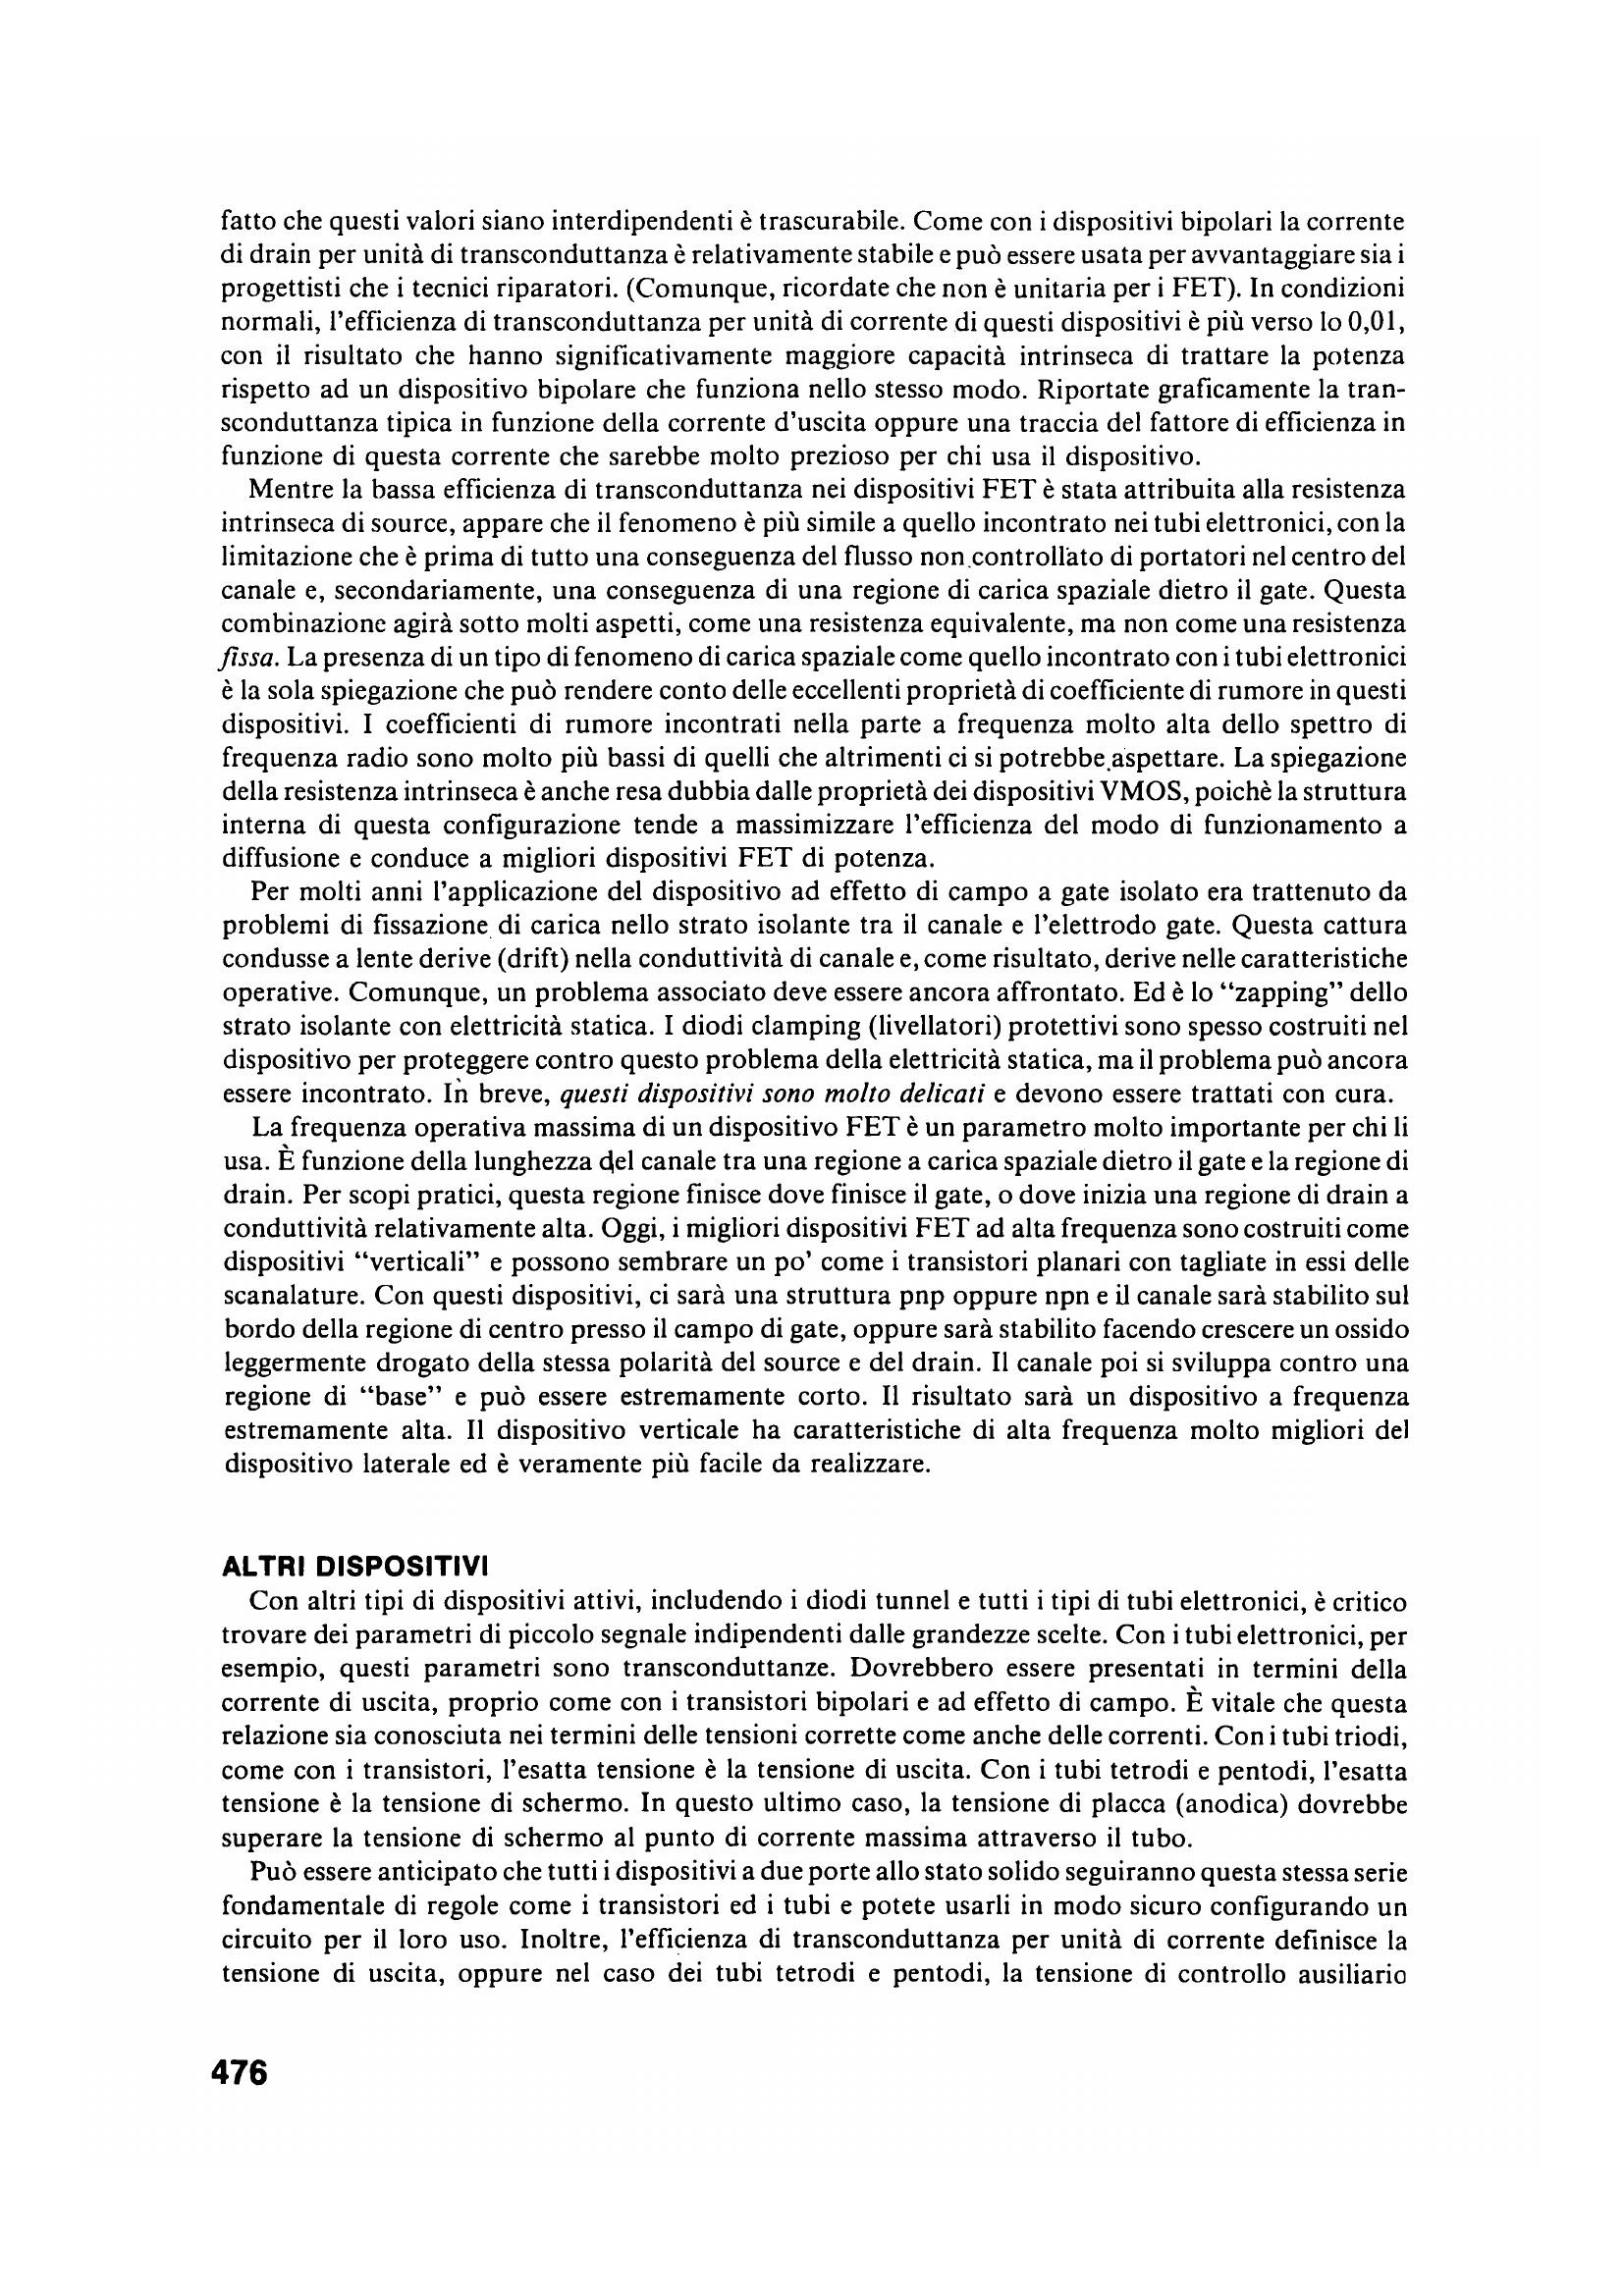 fatto che questi valori siano interdipendenti è trascurabile. Come con i dispositivi bipolari la corrente
di drain per unità di transconduttanza è relativamente stabile e può essere usata per avvantaggiare sia i
progettisti che i tecnici riparatori. (Comunque, ricordate che non è unitaria per i FET). In condizioni
normali, l'efficienza di transconduttanza per unità di corrente di questi dispositivi è più verso lo 0,01,
con il risultato che hanno significativamente maggiore capacità intrinseca di trattare la potenza
rispetto ad un dispositivo bipolare che funziona nello stesso modo. Riportate graficamente la tran-
sconduttanza tipica in funzione della corrente d'uscita oppure una traccia del fattore di efficienza in
funzione di questa corrente che sarebbe molto prezioso per chi usa il dispositivo.
Mentre la bassa efficienza di transconduttanza nei dispositivi FET è stata attribuita alla resistenza
intrinseca di source, appare che il fenomeno è più simile a quello incontrato nei tubi elettronici, con la
limitazione che è prima di tutto una conseguenza del flusso non controllato di portatori nel centro del
canale e, secondariamente, una conseguenza di una regione di carica spaziale dietro il gate. Questa
combinazione agirà sotto molti aspetti, come una resistenza equivalente, ma non come una resistenza
fissa. La presenza di un tipo di fenomeno di carica spaziale come quello incontrato con i tubi elettronici
è la sola spiegazione che può rendere conto delle eccellenti proprietà di coefficiente di rumore in questi
dispositivi. I coefficienti di rumore incontrati nella parte a frequenza molto alta dello spettro di
frequenza radio sono molto più bassi di quelli che altrimenti ci si potrebbe aspettare. La spiegazione
della resistenza intrinseca è anche resa dubbia dalle proprietà dei dispositivi VMOS, poichè la struttura
interna di questa configurazione tende a massimizzare l'efficienza del modo di funzionamento a
diffusione e conduce a migliori dispositivi FET di potenza.
Per molti anni l'applicazione del dispositivo ad effetto di campo a gate isolato era trattenuto da
problemi di fissazione di carica nello strato isolante tra il canale e l'elettrodo gate. Questa cattura
condusse a lente derive (drift) nella conduttività di canale e, come risultato, derive nelle caratteristiche
operative. Comunque, un problema associato deve essere ancora affrontato. Ed è lo “zapping” dello
strato isolante con elettricità statica. I diodi clamping (livellatori) protettivi sono spesso costruiti nel
dispositivo per proteggere contro questo problema della elettricità statica, ma il problema può ancora
essere incontrato. In breve, questi dispositivi sono molto delicati e devono essere trattati con cura.
La frequenza operativa massima di un dispositivo FET è un parametro molto importante per chi li
usa. È funzione della lunghezza del canale tra una regione a carica spaziale dietro il gate e la regione di
drain. Per scopi pratici, questa regione finisce dove finisce il gate, o dove inizia una regione di drain a
conduttività relativamente alta. Oggi, i migliori dispositivi FET ad alta frequenza sono costruiti come
dispositivi “verticali” e possono sembrare un po' come i transistori planari con tagliate in essi delle
scanalature. Con questi dispositivi, ci sarà una struttura pnp oppure npn e il canale sarà stabilito sul
bordo della regione di centro presso il campo di gate, oppure sarà stabilito facendo crescere un ossido
leggermente drogato della stessa polarità del source e del drain. Il canale poi si sviluppa contro una
regione di “base” e può essere estremamente corto. Il risultato sarà un dispositivo a frequenza
estremamente alta. Il dispositivo verticale ha caratteristiche di alta frequenza molto migliori del
dispositivo laterale ed è veramente più facile da realizzare.
ALTRI DISPOSITIVI
Con altri tipi di dispositivi attivi, includendo i diodi tunnel e tutti i tipi di tubi elettronici, è critico
trovare dei parametri di piccolo segnale indipendenti dalle grandezze scelte. Con i tubi elettronici, per
esempio, questi parametri sono transconduttanze. Dovrebbero essere presentati in termini della
corrente di uscita, proprio come con i transistori bipolari e ad effetto di campo. È vitale che questa
relazione sia conosciuta nei termini delle tensioni corrette come anche delle correnti. Con i tubi triodi,
come con i transistori, l'esatta tensione è la tensione di uscita. Con i tubi tetrodi e pentodi, l'esatta
tensione è la tensione di schermo. In questo ultimo caso, la tensione di placca (anodica) dovrebbe
superare la tensione di schermo al punto di corrente massima attraverso il tubo.
Può essere anticipato che tutti i dispositivi a due porte allo stato solido seguiranno questa stessa serie
fondamentale di regole come i transistori ed i tubi e potete usarli in modo sicuro configurando un
circuito per il loro uso. Inoltre, l'efficienza di transconduttanza per unità di corrente definisce la
tensione di uscita, oppure nel caso dei tubi tetrodi e pentodi, la tensione di controllo ausiliario
476